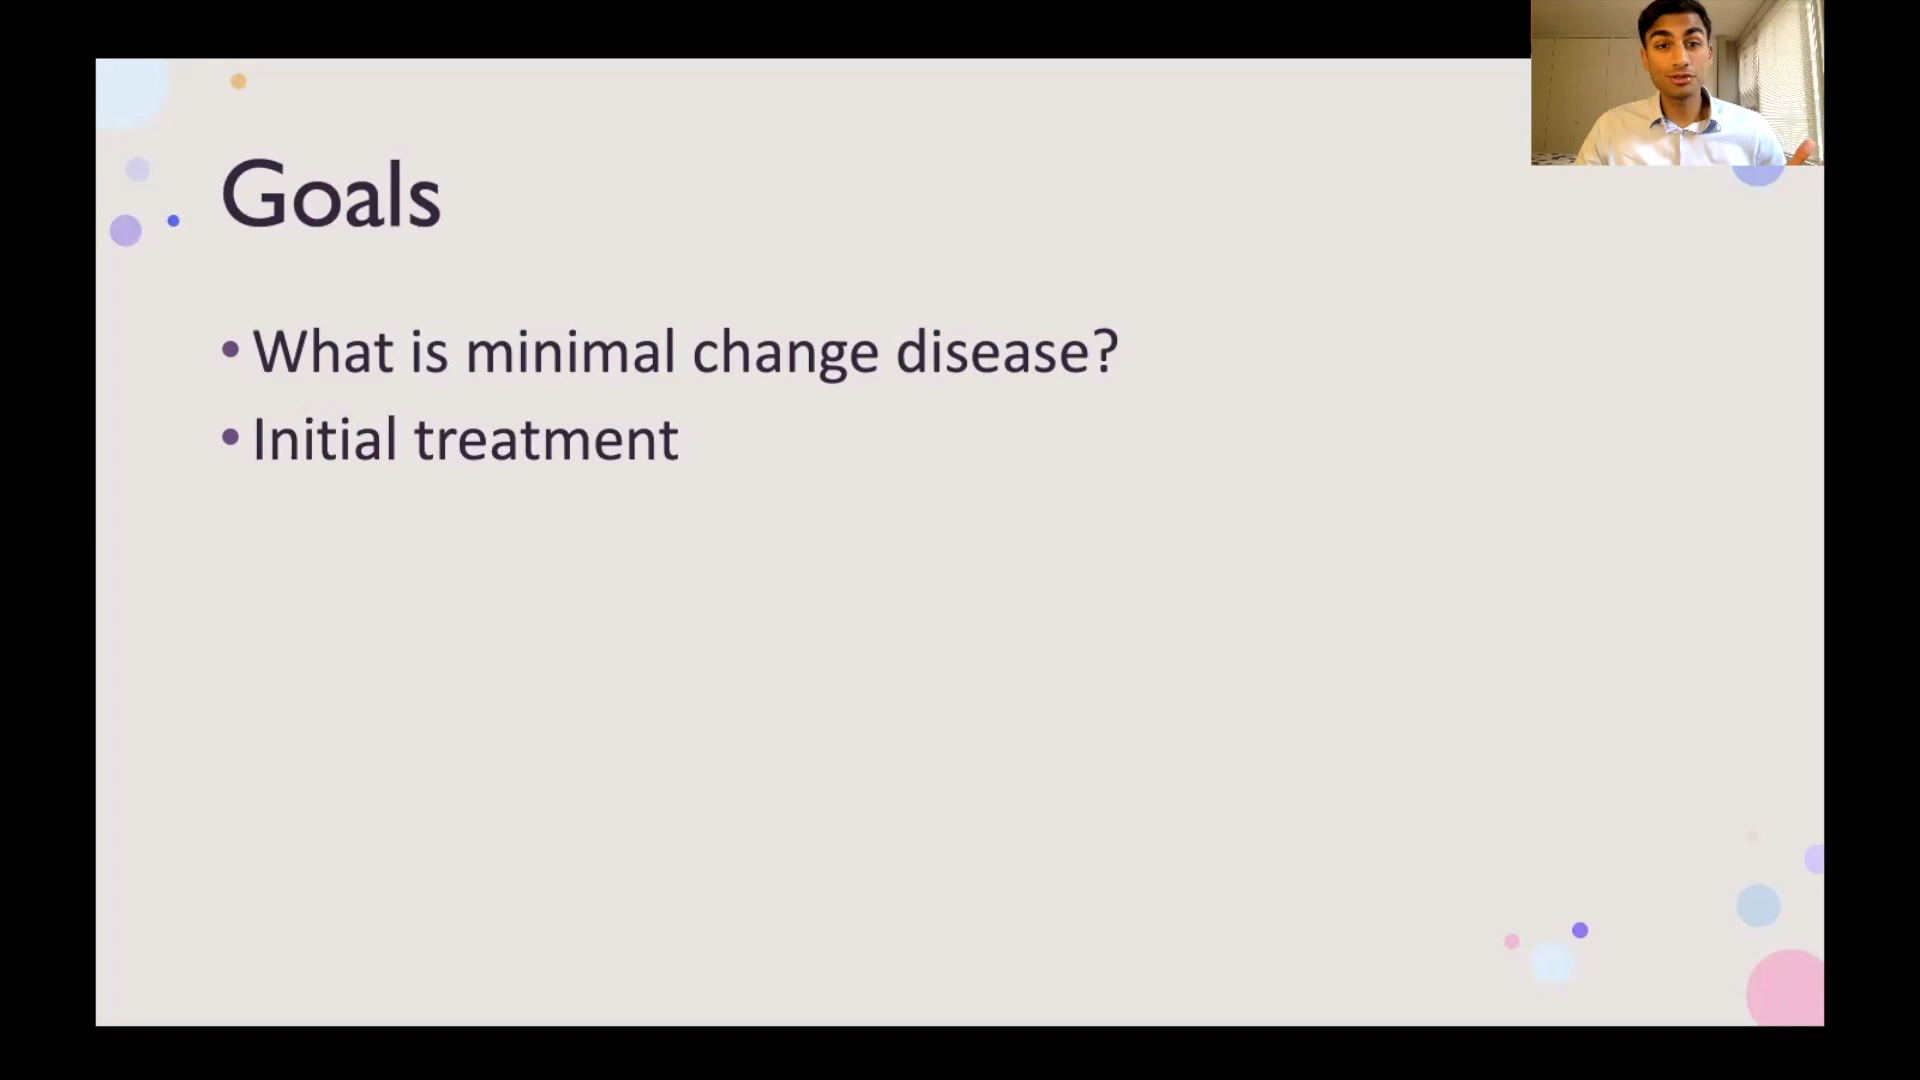 Goals
• What is minimal change disease?
• Initial treatment